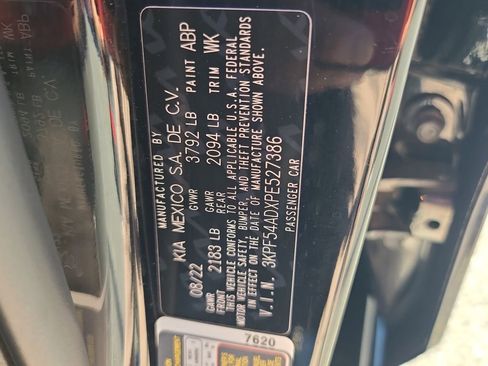 MANUFACTURED BY
KIA MEXICO S.A. DE C.V.
08/22 GVWR 3792 LB PAINT ABP
GAWR FRONT 2183 LB GAWR REAR 2094 LB TRIM WK
THIS VEHICLE CONFORMS TO ALL APPLICABLE U.S.A. FEDERAL
MOTOR VEHICLE SAFETY, BUMPER, AND THEFT PREVENTION STANDARDS
IN EFFECT ON THE DATE OF MANUFACTURE SHOWN ABOVE.
V.I.N. 3KPF54ADXPE527386
PASSENGER CAR
7620